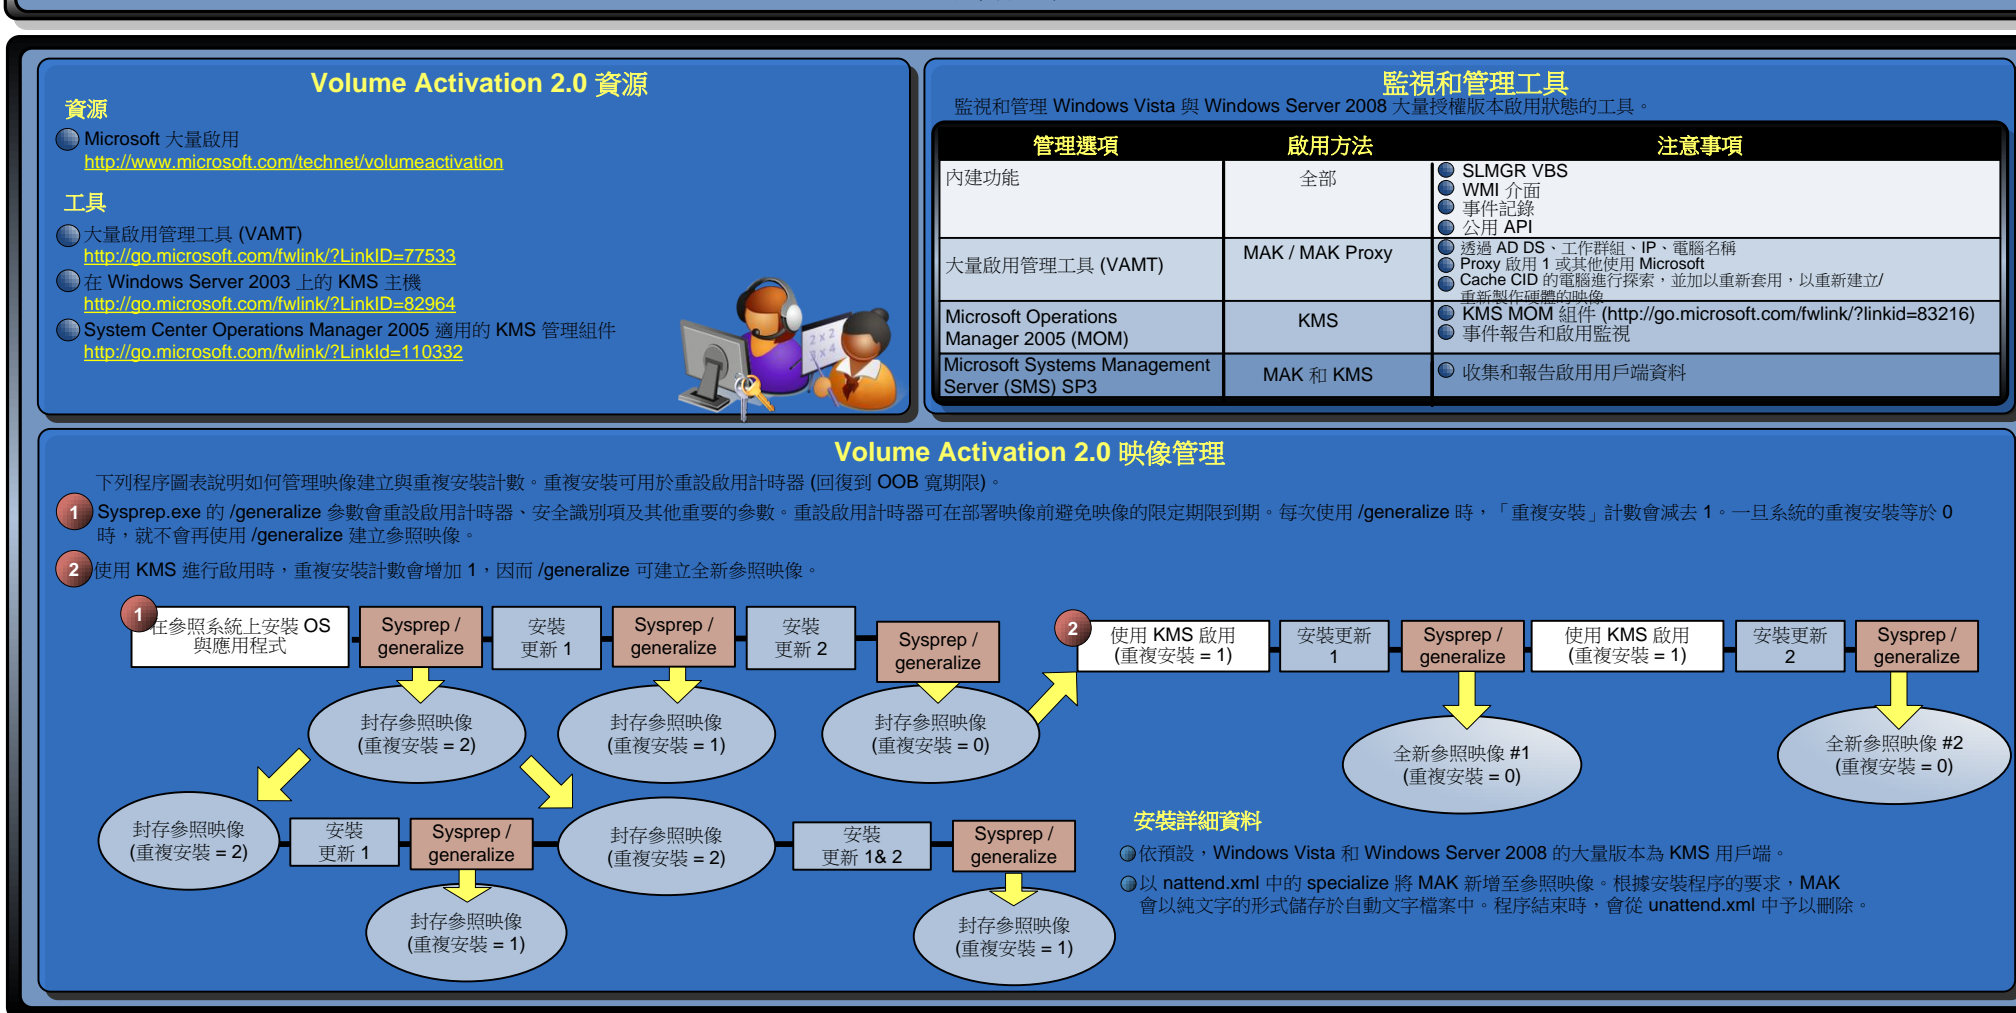 Volume Activation 2.0 資源
資源
Microsoft 大量啟用
http://www.microsoft.com/technet/volumeactivation
工具
大量啟用管理工具 (VAMT)
http://go.microsoft.com/fwlink/?LinkID=77533
在 Windows Server 2003 上的 KMS 主機
http://go.microsoft.com/fwlink/?LinkID=82964
System Center Operations Manager 2005 適用的 KMS 管理組件
http://go.microsoft.com/fwlink/?LinkId=110332
2 x 2
3 x 4
監視和管理工具
監視和管理 Windows Vista 與 Windows Server 2008 大量授權版本啟用狀態的工具。
管理選項 啟用方法 注意事項
內建功能 全部
SLMGR VBS
WMI 介面
事件記錄
公用 API
大量啟用管理工具 (VAMT) MAK / MAK Proxy
透過 AD DS、工作群組、IP、電腦名稱
Proxy 啟用 1 或其他使用 Microsoft
Cache CID 的電腦進行探索，並加以重新套用，以重新建立/
重新製作硬體的映像
Microsoft Operations
Manager 2005 (MOM)
KMS
KMS MOM 組件 (http://go.microsoft.com/fwlink/?linkid=83216)
事件報告和啟用監視
Microsoft Systems Management
Server (SMS) SP3
MAK 和 KMS
收集和報告啟用用戶端資料
Volume Activation 2.0 映像管理
下列程序圖表說明如何管理映像建立與重複安裝計數。重複安裝可用於重設啟用計時器 (回復到 OOB 寬期限)。
1 Sysprep.exe 的 /generalize 參數會重設啟用計時器、安全識別項及其他重要的參數。重設啟用計時器可在部署映像前避免映像的限定期限到期。每次使用 /generalize 時，「重複安裝」計數會減去 1。一旦系統的重複安裝等於 0
時，就不會再使用 /generalize 建立參照映像。
2 使用 KMS 進行啟用時，重複安裝計數會增加 1，因而 /generalize 可建立全新參照映像。
1
在參照系統上安裝 OS
與應用程式
Sysprep /
generalize
安裝
更新 1
Sysprep /
generalize
安裝
更新 2
Sysprep /
generalize
2
使用 KMS 啟用
(重複安裝 = 1)
安裝更新
1
Sysprep /
generalize
使用 KMS 啟用
(重複安裝 = 1)
安裝更新
2
Sysprep /
generalize
封存參照映像
(重複安裝 = 2)
封存參照映像
(重複安裝 = 1)
封存參照映像
(重複安裝 = 0)
全新參照映像 #1
(重複安裝 = 0)
全新參照映像 #2
(重複安裝 = 0)
封存參照映像
(重複安裝 = 2)
安裝
更新 1
Sysprep /
generalize
封存參照映像
(重複安裝 = 2)
安裝
更新 1& 2
Sysprep /
generalize
封存參照映像
(重複安裝 = 1)
封存參照映像
(重複安裝 = 1)
安裝詳細資料
依預設，Windows Vista 和 Windows Server 2008 的大量版本為 KMS 用戶端。
以 nattend.xml 中的 specialize 將 MAK 新增至參照映像。根據安裝程序的要求，MAK
會以純文字的形式儲存於自動文字檔案中。程序結束時，會從 unattend.xml 中予以刪除。